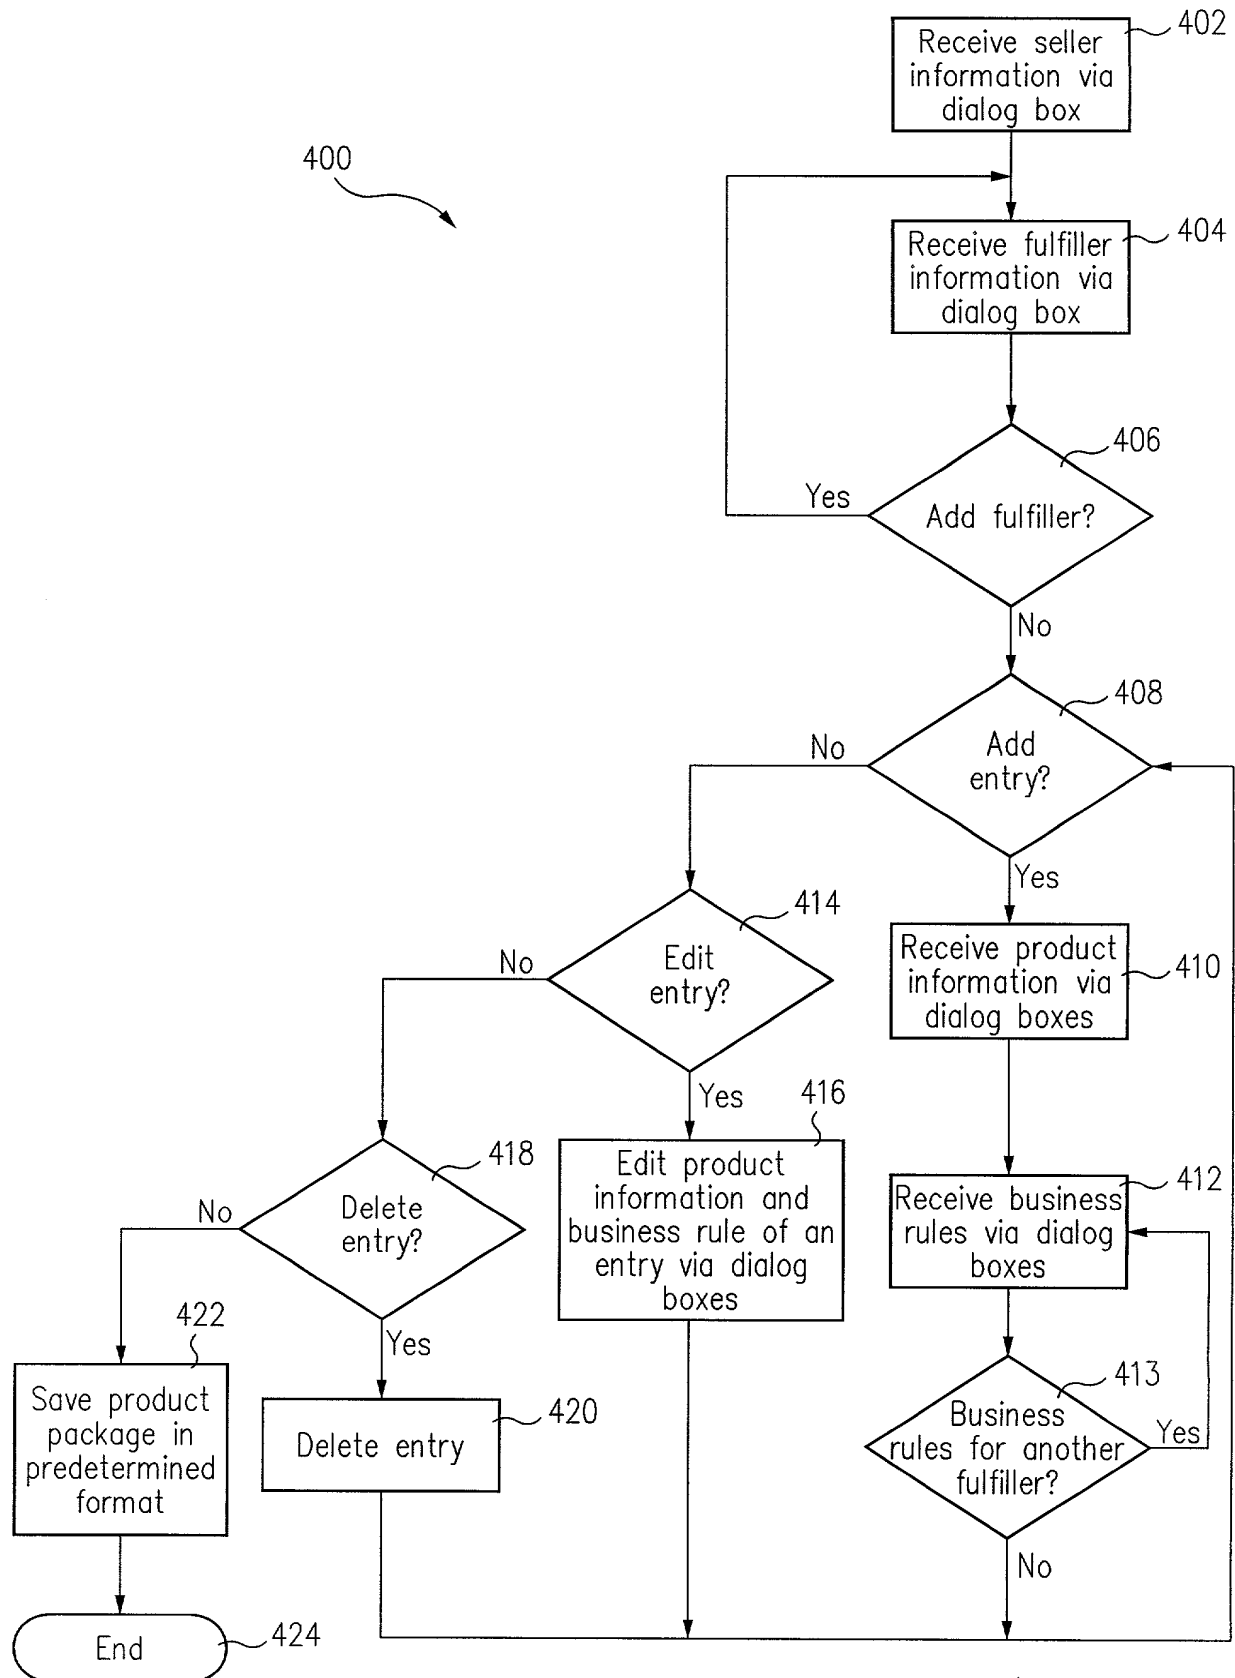 402
Receive seller
information via
dialog box
400
404
Receive fulfiller
information via
dialog box
406
Yes
Add fulfiller?
No
408
No
Add
entry?
Yes
414
No
Edit
entry?
Receive product
information via
dialog boxes
410
Yes
416
418
No
Delete
entry?
Edit product
information and
business rule of an
entry via dialog
boxes
412
Receive business
rules via dialog
boxes
422
Yes
Save product
package in
predetermined
format
420
Delete entry
413
Business
rules for another
fulfiller?
Yes
No
End
424